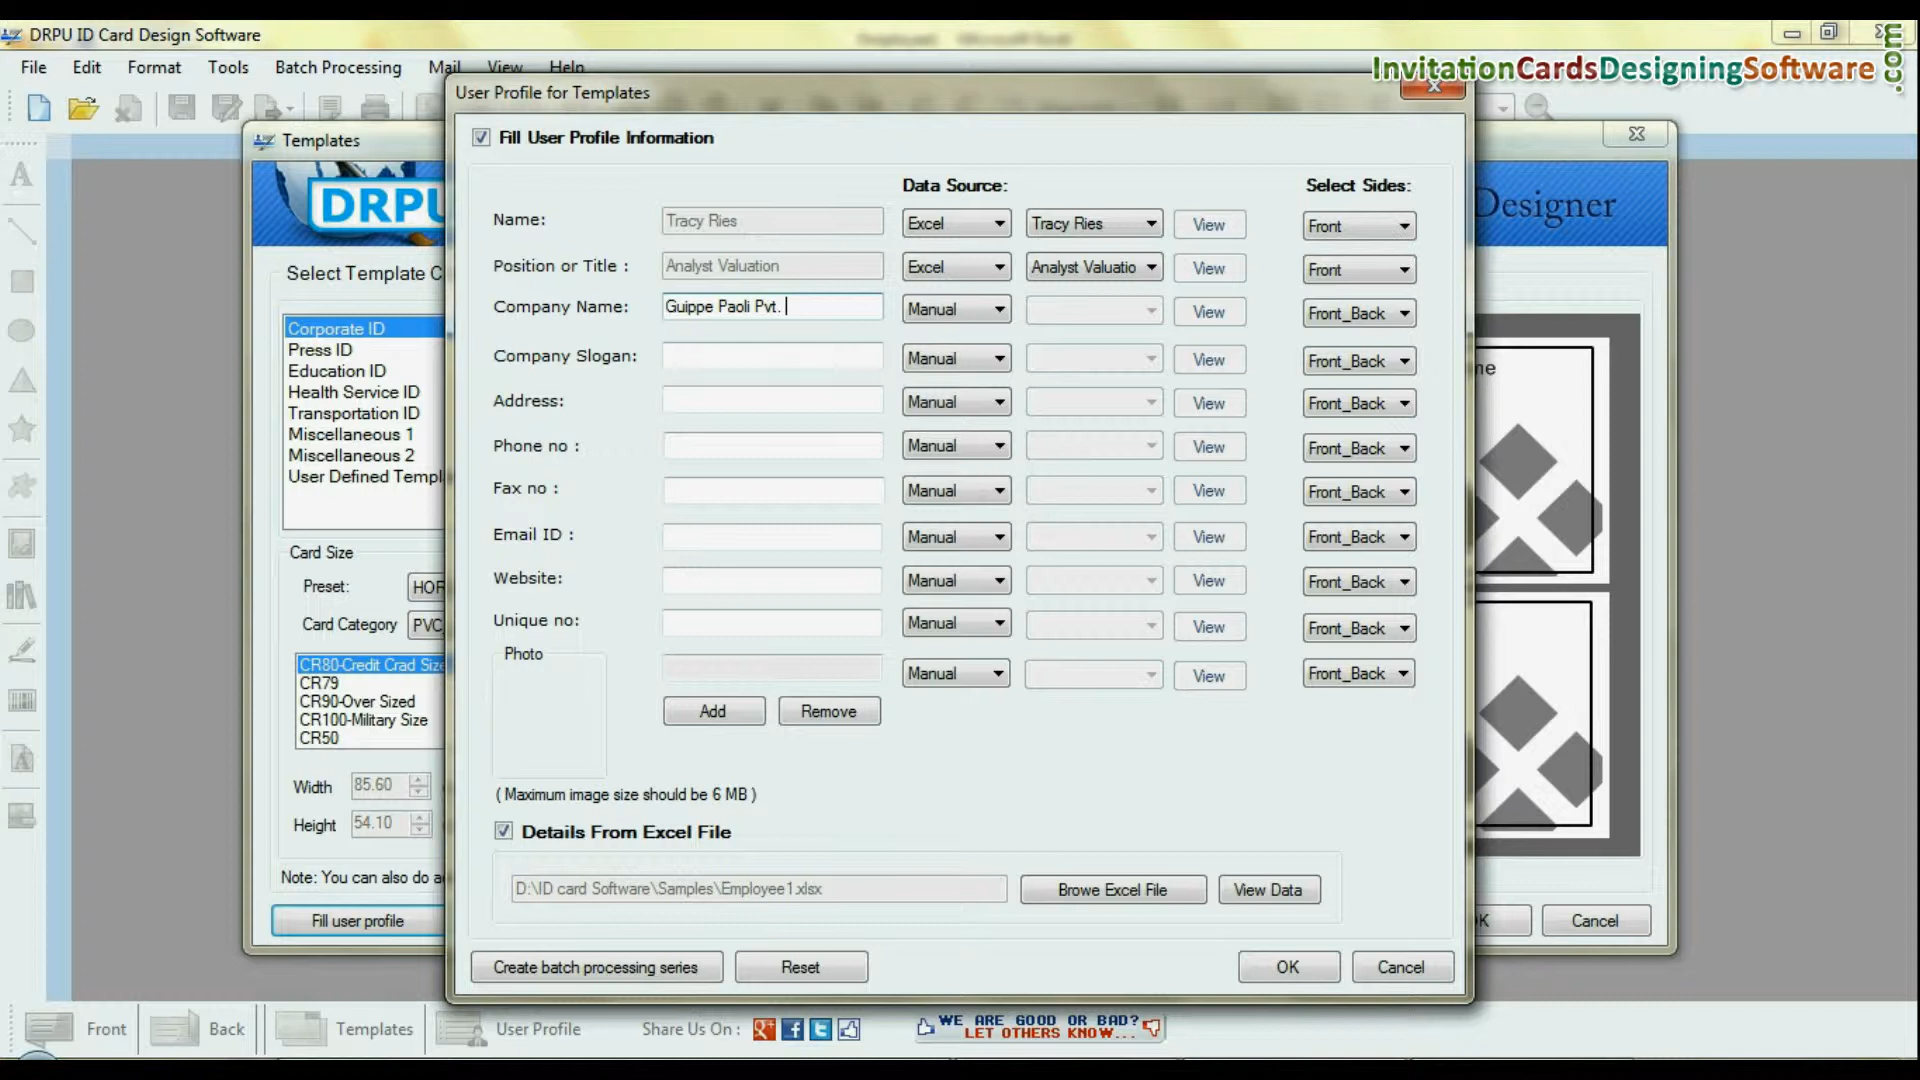 DRPU ID Card Design Software
InvitationCardsDesigningSoftware.com
File Edit Format Tools Batch Processing Mail View Help
User Profile for Templates
Templates
Fill User Profile Information
DRPU
Designer
Data Source: Select Sides:
Name: Tracy Ries Excel Tracy Ries View Front
Position or Title : Analyst Valuation Excel Analyst Valuatio View Front
Company Name: Guippe Paoli Pvt. Manual View Front_Back
Company Slogan: Manual View Front_Back
Address: Manual View Front_Back
Phone no : Manual View Front_Back
Fax no : Manual View Front_Back
Email ID : Manual View Front_Back
Website: Manual View Front_Back
Unique no: Manual View Front_Back
Photo Manual View Front_Back
Add Remove
( Maximum image size should be 6 MB )
Details From Excel File
D:\ID card Software\Samples\Employee1.xlsx Browe Excel File View Data
Create batch processing series Reset OK Cancel
Select Template C
Corporate ID
Press ID
Education ID
Health Service ID
Transportation ID
Miscellaneous 1
Miscellaneous 2
User Defined Templ
Card Size
Preset: HOR
Card Category PVC
CR80-Credit Crad Size
CR79
CR90-Over Sized
CR100-Military Size
CR50
Width 85.60
Height 54.10
Note: You can also do a
Fill user profile
me
K Cancel
Front Back Templates User Profile Share Us On : WE ARE GOOD OR BAD?
LET OTHERS KNOW...